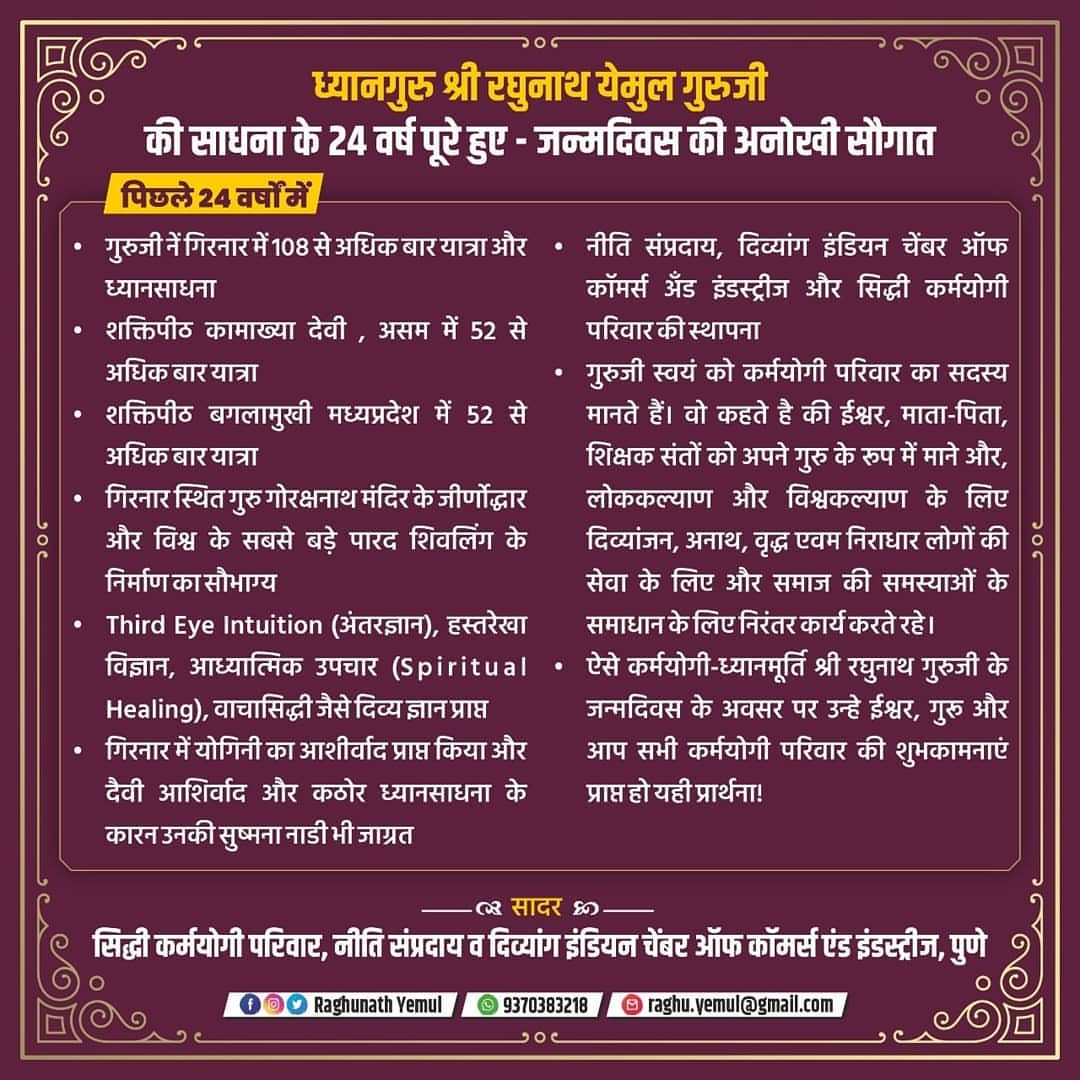 ध्यानगुरु श्री रघुनाथ येमुल गुरुजी
की साधना के 24 वर्ष पूरे हुए - जन्मदिवस की अनोखी सौगात
पिछले 24 वर्षों में
• गुरुजी नें गिरनार में 108 से अधिक बार यात्रा और
ध्यानसाधना
• शक्तिपीठ कामाख्या देवी , असम में 52 से
अधिक बार यात्रा
• शक्तिपीठ बगलामुखी मध्यप्रदेश में 52 से
अधिक बार यात्रा
• गिरनार स्थित गुरु गोरक्षनाथ मंदिर के जीर्णोद्धार
और विश्व के सबसे बड़े पारद शिवलिंग के
निर्माण का सौभाग्य
• Third Eye Intuition (अंतरज्ञान), हस्तरेखा
विज्ञान, आध्यात्मिक उपचार (Spiritual
Healing), वाचासिद्धी जैसे दिव्य ज्ञान प्राप्त
• गिरनार में योगिनी का आशीर्वाद प्राप्त किया और
दैवी आशिर्वाद और कठोर ध्यानसाधना के
कारन उनकी सुष्मना नाडी भी जाग्रत
• नीति संप्रदाय, दिव्यांग इंडियन चेंबर ऑफ
कॉमर्स अँड इंडस्ट्रीज और सिद्धी कर्मयोगी
परिवार की स्थापना
• गुरुजी स्वयं को कर्मयोगी परिवार का सदस्य
मानते हैं। वो कहते है की ईश्वर, माता-पिता,
शिक्षक संतों को अपने गुरु के रूप में माने और,
लोककल्याण और विश्वकल्याण के लिए
दिव्यांजन, अनाथ, वृद्ध एवम निराधार लोगों की
सेवा के लिए और समाज की समस्याओं के
समाधान के लिए निरंतर कार्य करते रहे।
• ऐसे कर्मयोगी-ध्यानमूर्ति श्री रघुनाथ गुरुजी के
जन्मदिवस के अवसर पर उन्हे ईश्वर, गुरू और
आप सभी कर्मयोगी परिवार की शुभकामनाएं
प्राप्त हो यही प्रार्थना!
सादर
सिद्धी कर्मयोगी परिवार, नीति संप्रदाय व दिव्यांग इंडियन चेंबर ऑफ कॉमर्स एंड इंडस्ट्रीज, पुणे
Raghunath Yemul 9370383218 raghu.yemul@gmail.com